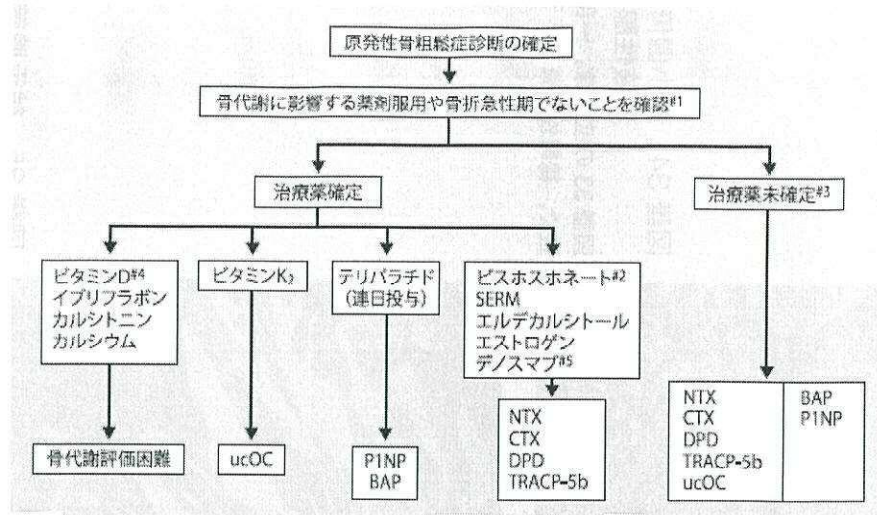 原発性骨粗鬆症診断の確定
骨代謝に影響する薬剤服用や骨折急性期でないことを確認#1
治療薬確定
治療薬未確定#3
ビタミンD#4
イプリフラボン
カルシトニン
カルシウム
ビタミンK2
テリパラチド
(連日投与)
ビスホスホネート#2
SERM
エルデカルシトール
エストロゲン
デノスマブ#5
骨代謝評価困難
ucOC
P1NP
BAP
NTX
CTX
DPD
TRACP-5b
NTX
CTX
DPD
TRACP-5b
ucOC
BAP
P1NP